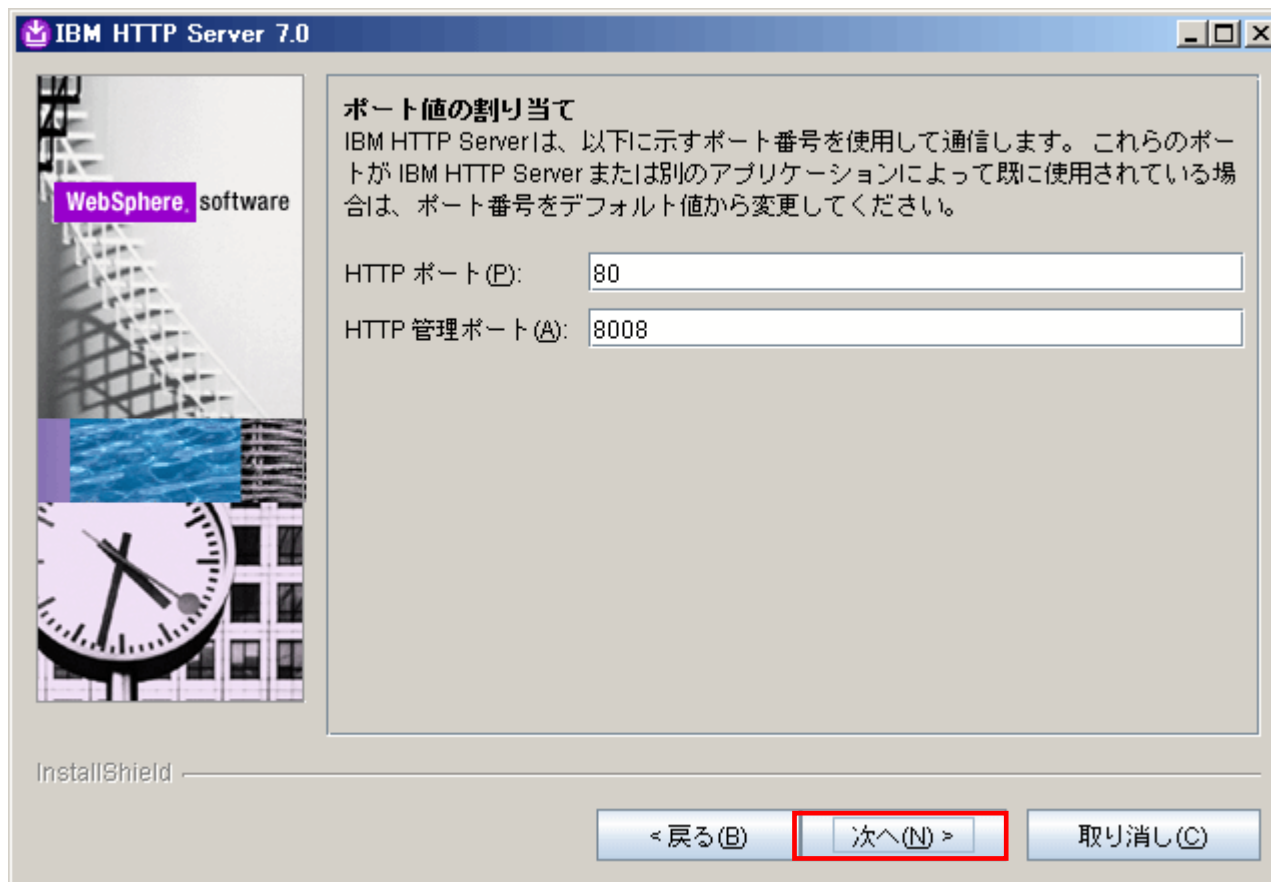 IBM HTTP Server 7.0
WebSphere. software
ポート値の割り当て
IBM HTTP Serverは、以下に示すポート番号を使用して通信します。 これらのポー
トが IBM HTTP Server または別のアプリケーションによって既に使用されている場
合は、ポート番号をデフォルト値から変更してください。
HTTP ポート(P): 80
HTTP 管理ポート(A): 8008
InstallShield
< 戻る(B) 次へ(N) > 取り消し(C)